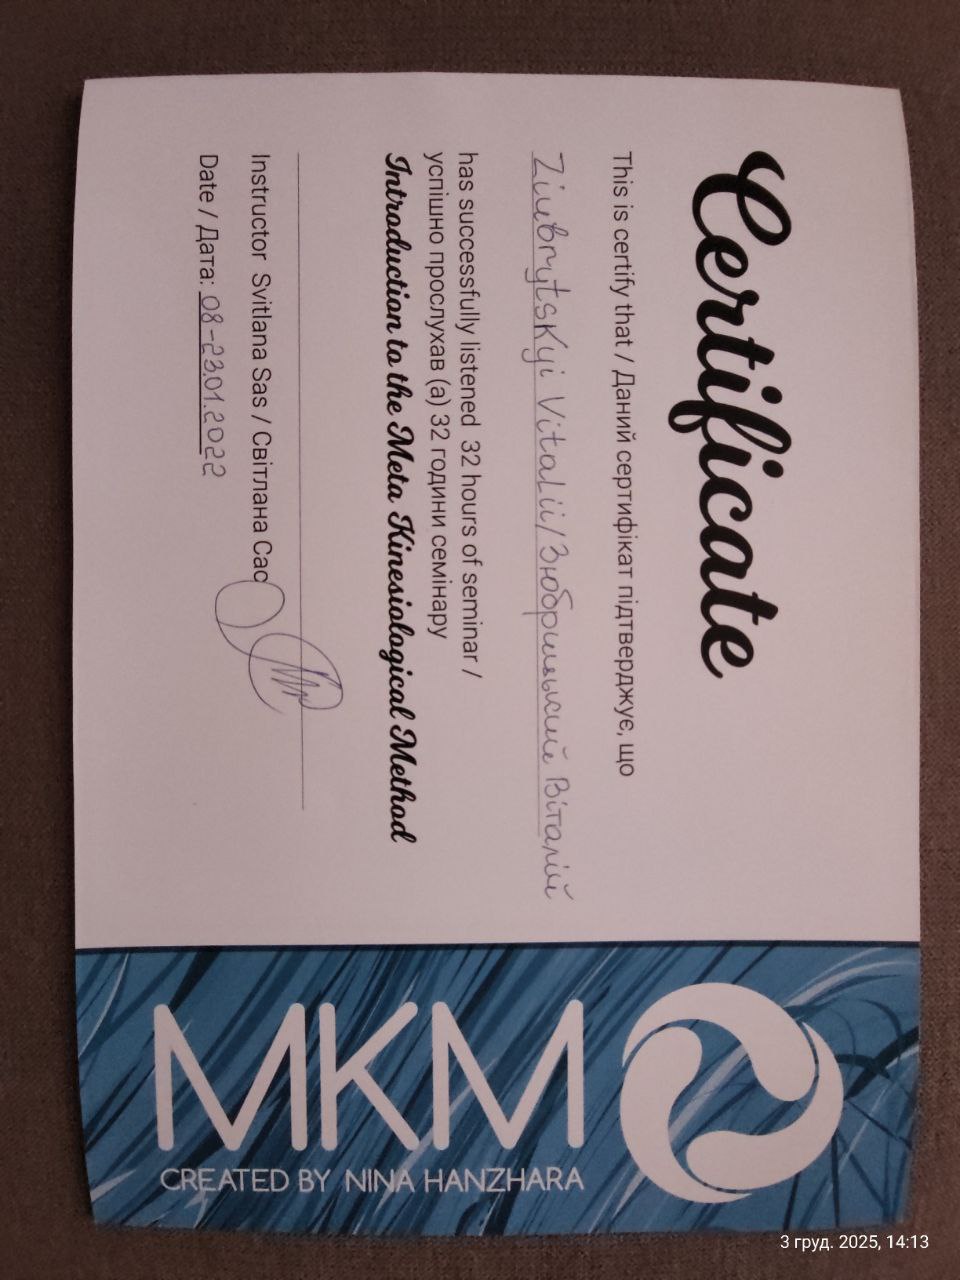 Certificate
This is certify that / Даний сертифікат підтверджує, що
Ziubrytskyi Vitalii/Зюбрицький Віталій
has successfully listened 32 hours of seminar /
успішно прослухав (а) 32 години семінару
Introduction to the Meta Kinesiological Method
Instructor Svitlana Sas / Світлана Сас
Date / Дата: 08-23.01.2022
MKM
CREATED BY NINA HANZHARA
3 груд. 2025, 14:13